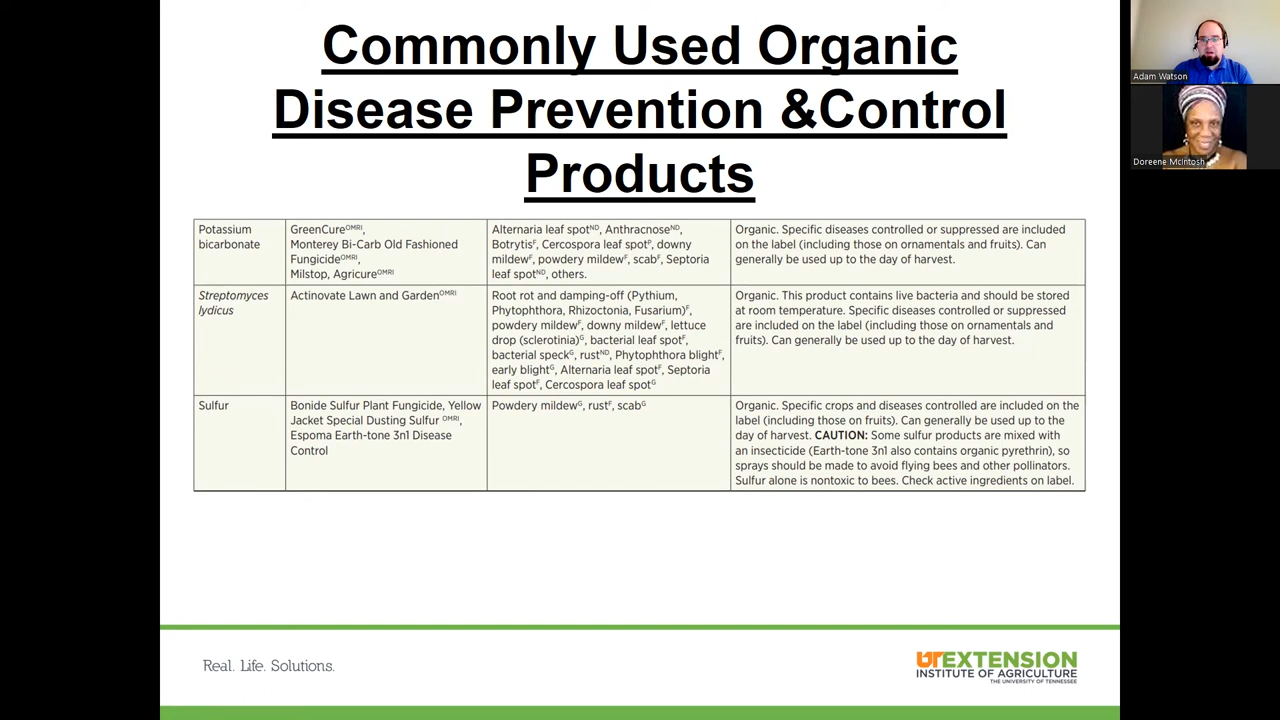 Commonly Used Organic
Disease Prevention &Control
Products
Potassium
bicarbonate
GreenCureOMRI,
Monterey Bi-Carb Old Fashioned
FungicideOMRI,
Milstop, AgricureOMRI
Alternaria leaf spotND, AnthracnoseND,
BotrytisF, Cercospora leaf spotP, downy
mildewF, powdery mildewF, scabF, Septoria
leaf spotND, others.
Organic. Specific diseases controlled or suppressed are included
on the label (including those on ornamentals and fruits). Can
generally be used up to the day of harvest.
Streptomyces
lydicus
Actinovate Lawn and GardenOMRI
Root rot and damping-off (Pythium,
Phytophthora, Rhizoctonia, Fusarium)F,
powdery mildewF, downy mildewF, lettuce
drop (sclerotinia)G, bacterial leaf spotF,
bacterial speckG, rustND, Phytophthora blightF,
early blightG, Alternaria leaf spotF, Septoria
leaf spotF, Cercospora leaf spotG
Organic. This product contains live bacteria and should be stored
at room temperature. Specific diseases controlled or suppressed
are included on the label (including those on ornamentals and
fruits). Can generally be used up to the day of harvest.
Sulfur
Bonide Sulfur Plant Fungicide, Yellow
Jacket Special Dusting Sulfur OMRI,
Espoma Earth-tone 3n1 Disease
Control
Powdery mildewG, rustF, scabG
Organic. Specific crops and diseases controlled are included on the
label (including those on fruits). Can generally be used up to the
day of harvest. CAUTION: Some sulfur products are mixed with
an insecticide (Earth-tone 3n1 also contains organic pyrethrin), so
sprays should be made to avoid flying bees and other pollinators.
Sulfur alone is nontoxic to bees. Check active ingredients on label.
Real. Life. Solutions.
UTEXTENSION
INSTITUTE OF AGRICULTURE
THE UNIVERSITY OF TENNESSEE
Adam Watson
Doreene McIntosh